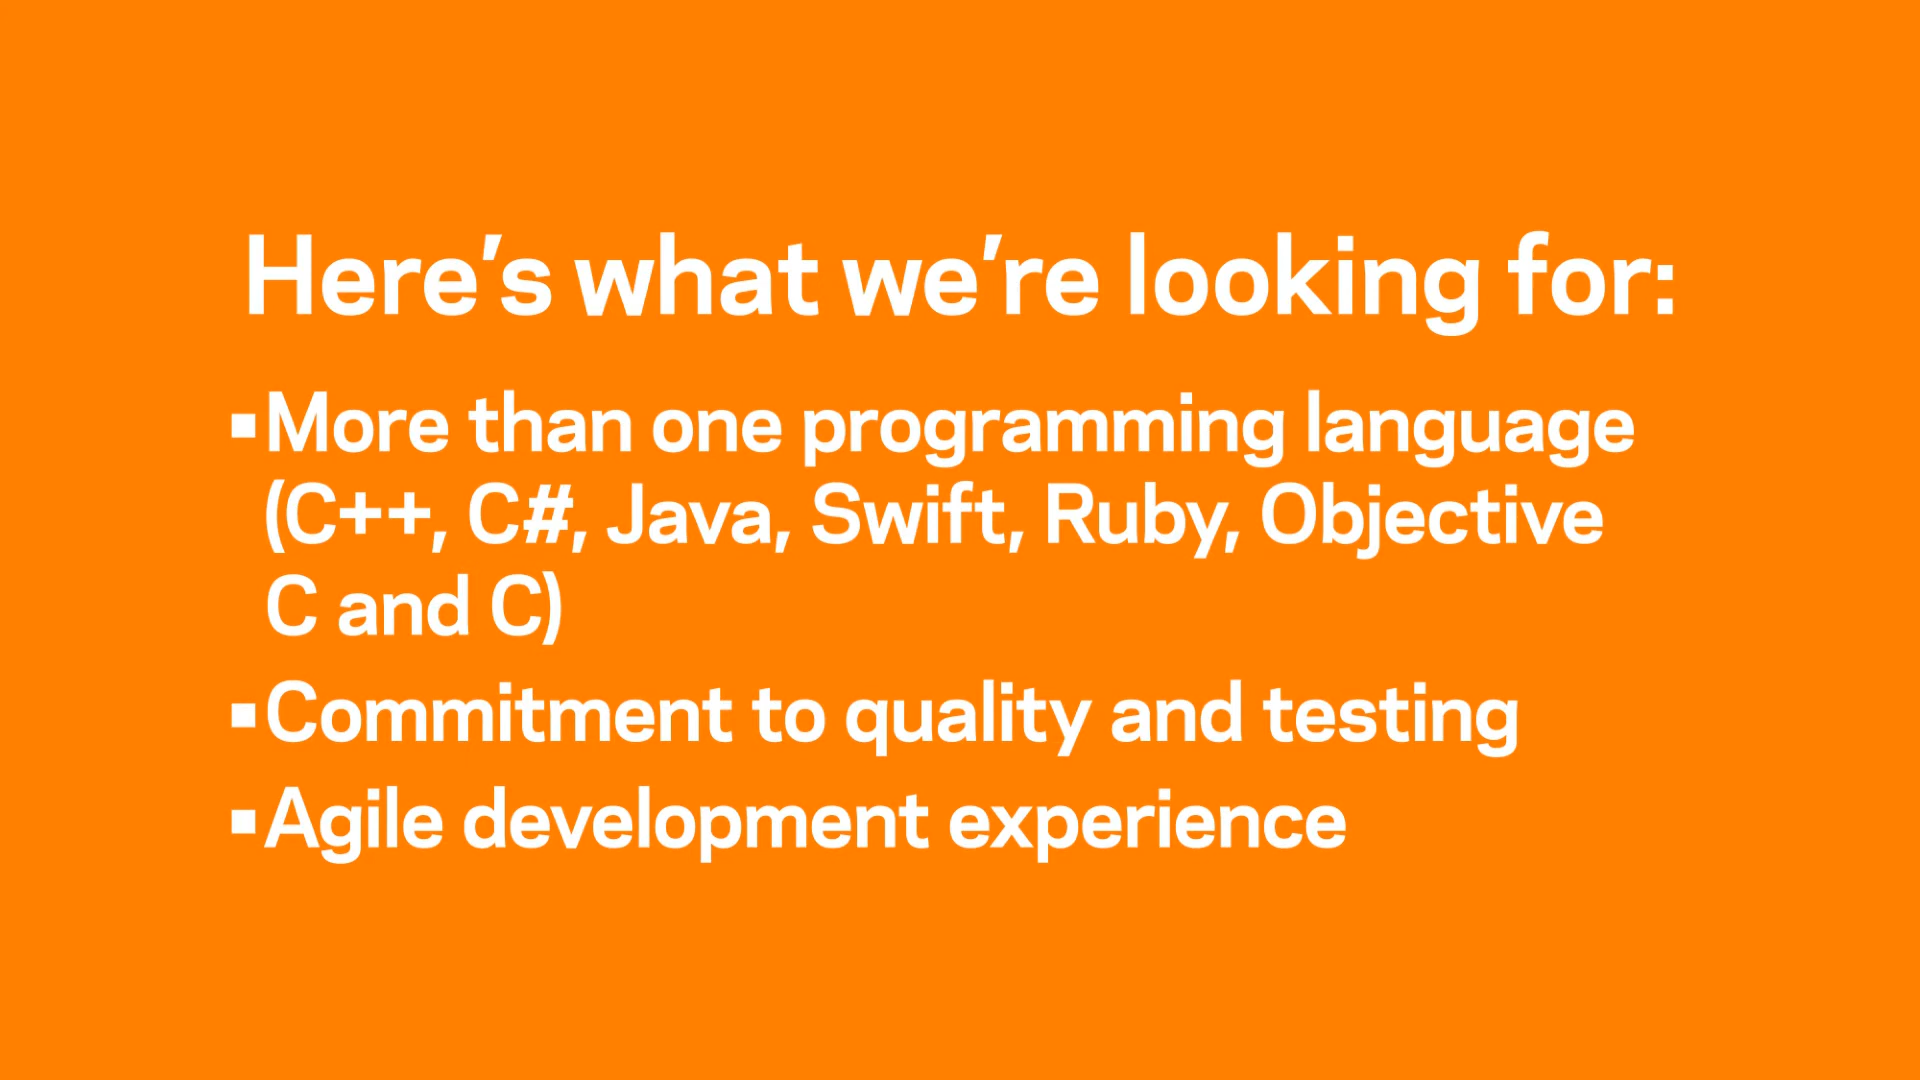 Here's what we're looking for:
▪More than one programming language
(C++, C#, Java, Swift, Ruby, Objective
C and C)
▪Commitment to quality and testing
▪Agile development experience